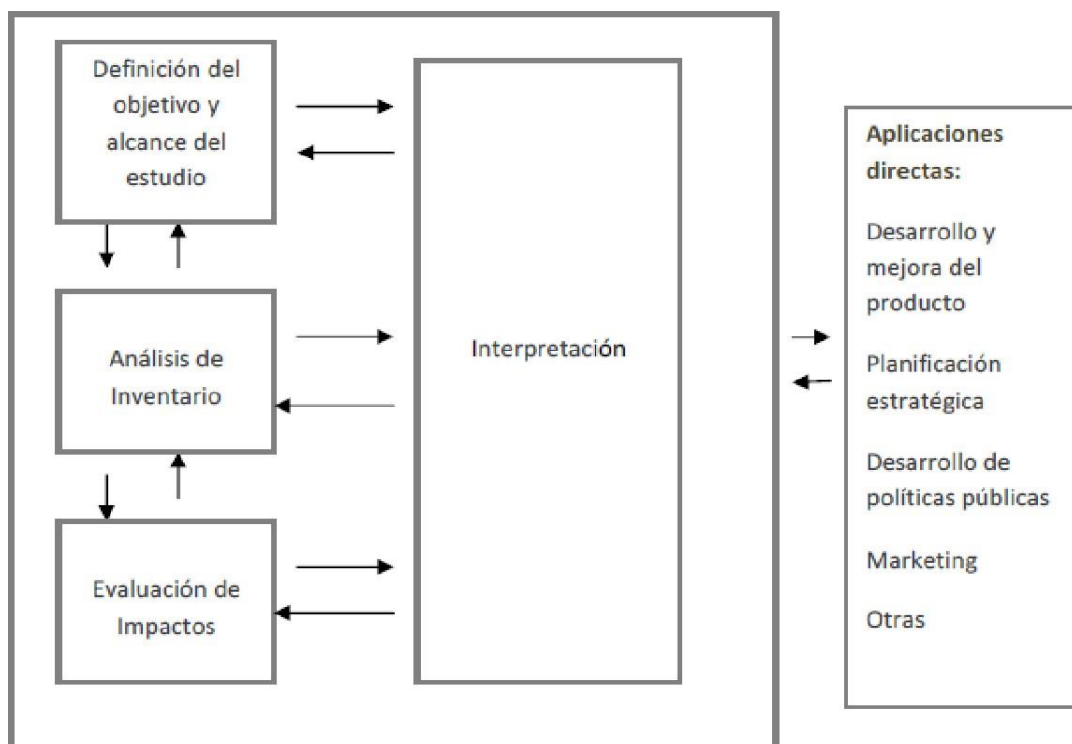 Definición del
objetivo y
alcance del
estudio
Análisis de
Inventario
Evaluación de
Impactos
Interpretación
Aplicaciones
directas:
Desarrollo y
mejora del
producto
Planificación
estratégica
Desarrollo de
políticas públicas
Marketing
Otras